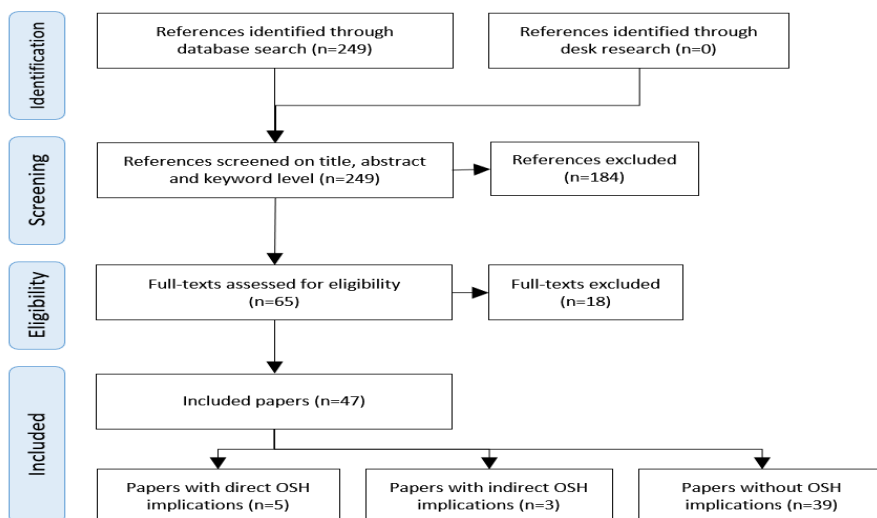 Identification
References identified through
database search (n=249)
References identified through
desk research (n=0)
Screening
References screened on title, abstract
and keyword level (n=249)
References excluded
(n=184)
Eligibility
Full-texts assessed for eligibility
(n=65)
Full-texts excluded
(n=18)
Included
Included papers (n=47)
Papers with direct OSH
implications (n=5)
Papers with indirect OSH
implications (n=3)
Papers without OSH
implications (n=39)